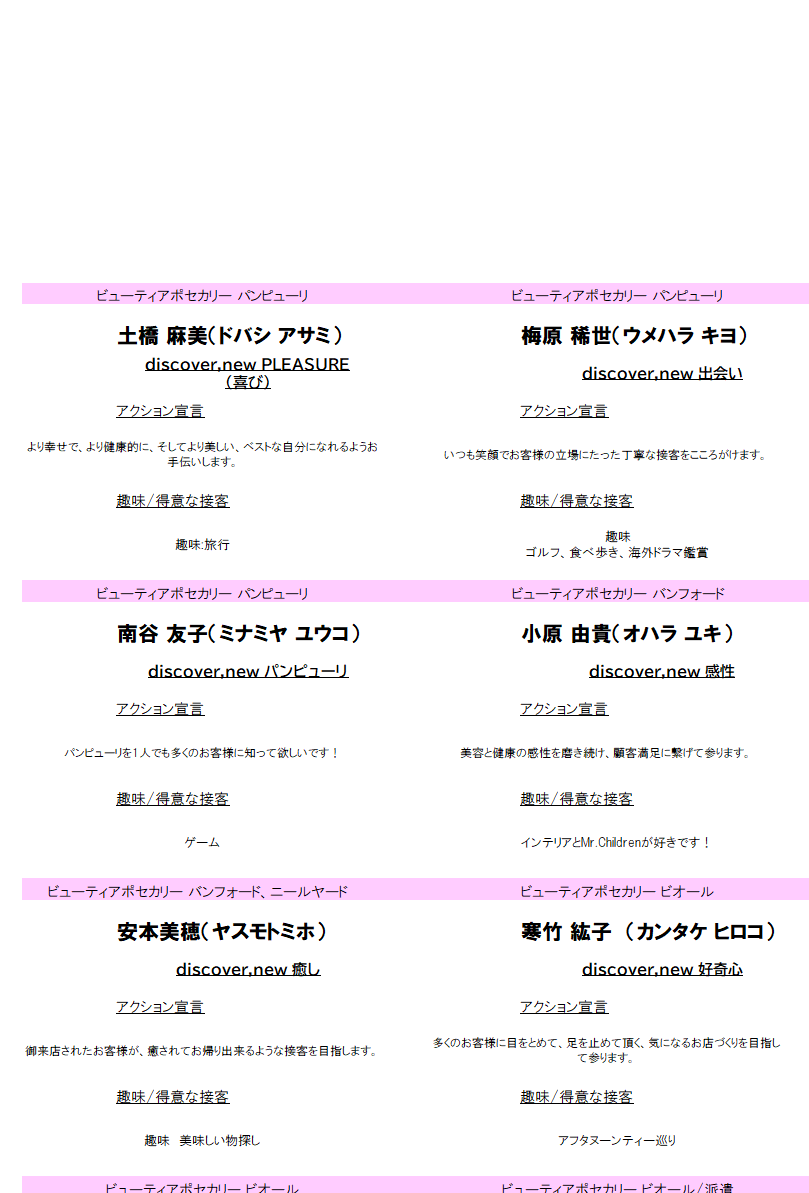 ビューティアポセカリー パンピューリ
土橋 麻美(ドバシ アサミ)
discover,new PLEASURE
(喜び)
アクション宣言
より幸せで、より健康的に、そしてより美しい、ベストな自分になれるようお
手伝いします。
趣味/得意な接客
趣味:旅行
ビューティアポセカリー パンピューリ
梅原 稀世(ウメハラ キヨ)
discover,new 出会い
アクション宣言
いつも笑顔でお客様の立場にたった丁寧な接客をこころがけます。
趣味/得意な接客
趣味
ゴルフ、食べ歩き、海外ドラマ鑑賞
ビューティアポセカリー パンピューリ
南谷 友子(ミナミヤ ユウコ)
discover,new パンピューリ
アクション宣言
パンピューリを1人でも多くのお客様に知って欲しいです！
趣味/得意な接客
ゲーム
ビューティアポセカリー バンフォード
小原 由貴(オハラ ユキ)
discover,new 感性
アクション宣言
美容と健康の感性を磨き続け、顧客満足に繋げて参ります。
趣味/得意な接客
インテリアとMr.Childrenが好きです！
ビューティアポセカリー バンフォード、ニールヤード
安本美穂(ヤスモトミホ)
discover,new 癒し
アクション宣言
御来店されたお客様が、癒されてお帰り出来るような接客を目指します。
趣味/得意な接客
趣味　美味しい物探し
ビューティアポセカリー ビオール
寒竹 紘子 （カンタケ ヒロコ）
discover,new 好奇心
アクション宣言
多くのお客様に目をとめて、足を止めて頂く、気になるお店づくりを目指し
て参ります。
趣味/得意な接客
アフタヌーンティー巡り
ビューティアポセカリー ビオール
ビューティアポセカリー ビオール/派遣